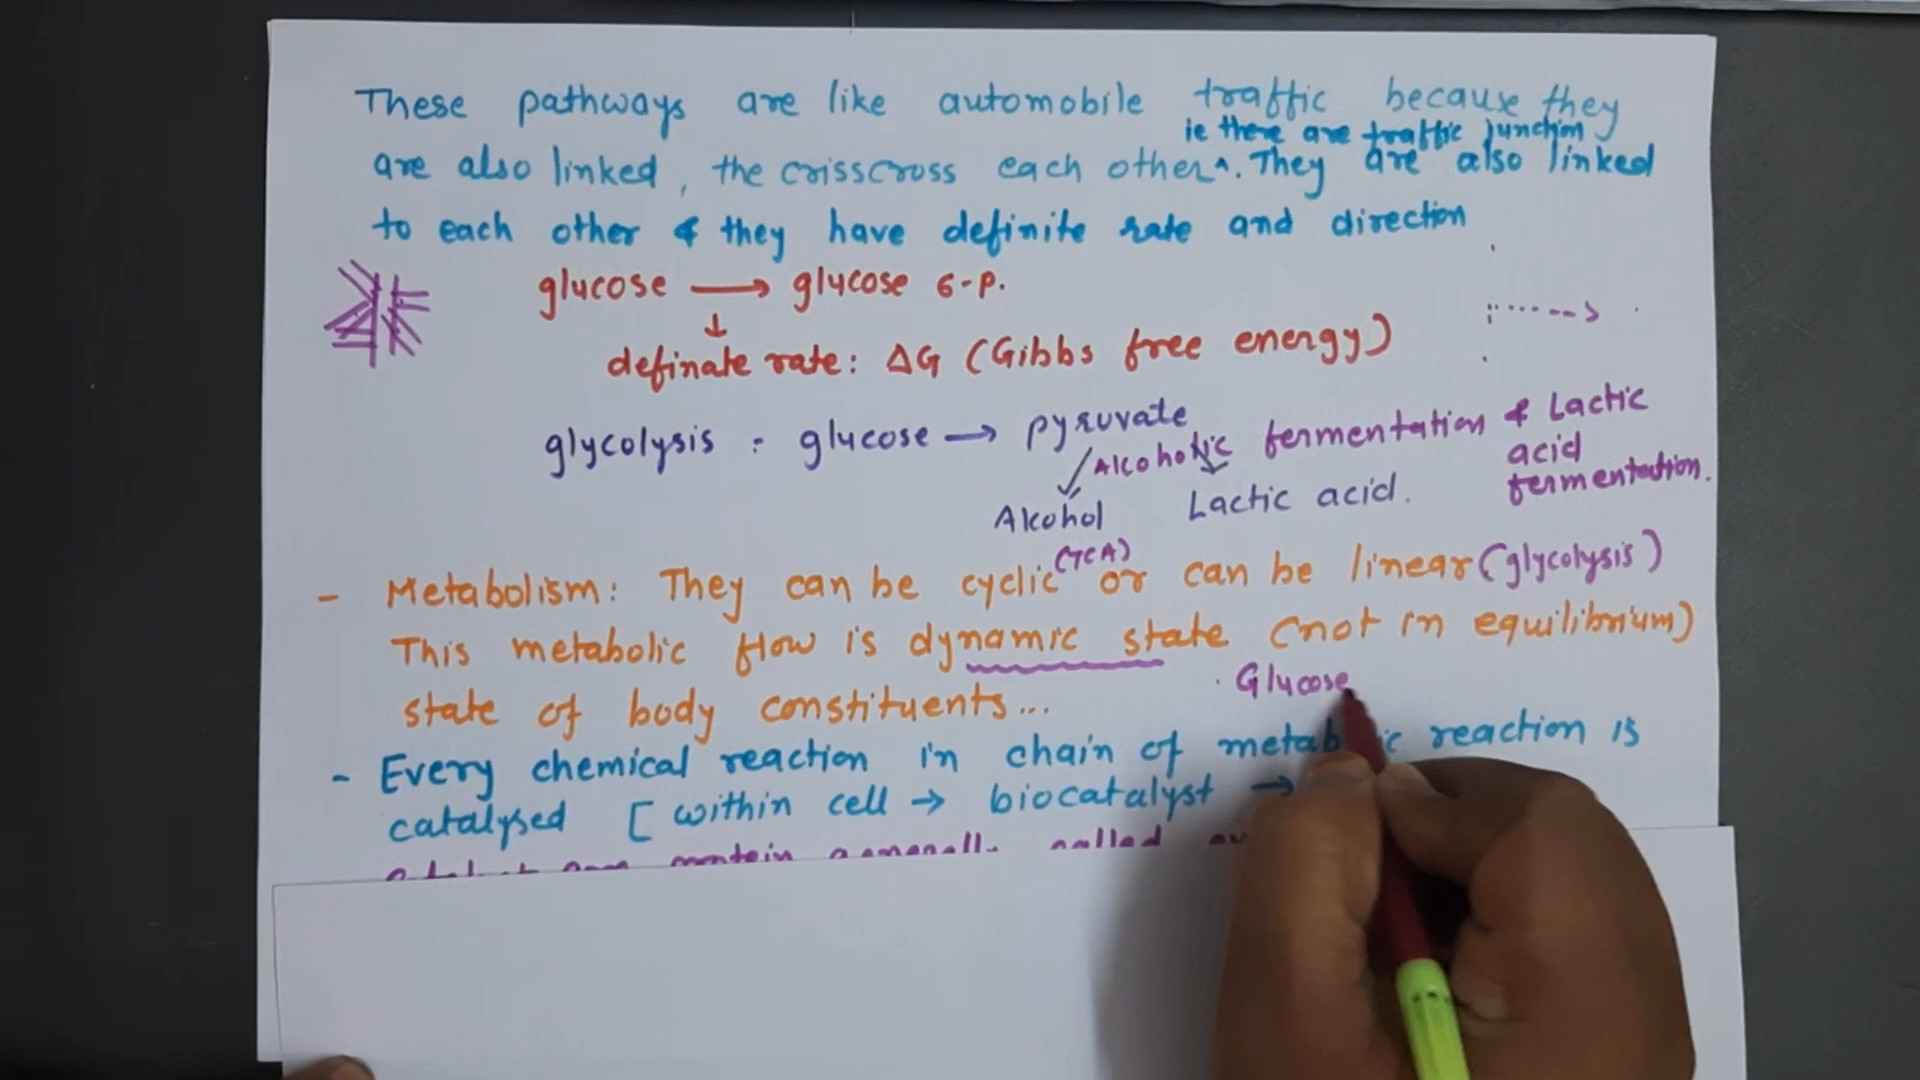 These pathways are like automobile traffic because they
ie there are traffic junction
are also linked, the crisscross each other ^. They are also linked
to each other & they have definite rate and direction
glucose → glucose 6-p.
↓
definate rate: ΔG (Gibbs free energy)
glycolysis : glucose → pyruvate
Alcoholic fermentation & Lactic
acid
fermentation.
Alcohol Lactic acid.
(TCA)
- Metabolism: They can be cyclic or can be linear (glycolysis)
This metabolic flow is dynamic state (not in equilibrium)
Glucose
state of body constituents...
- Every chemical reaction in chain of reaction is
catalysed [within cell → biocatalyst →
protein called